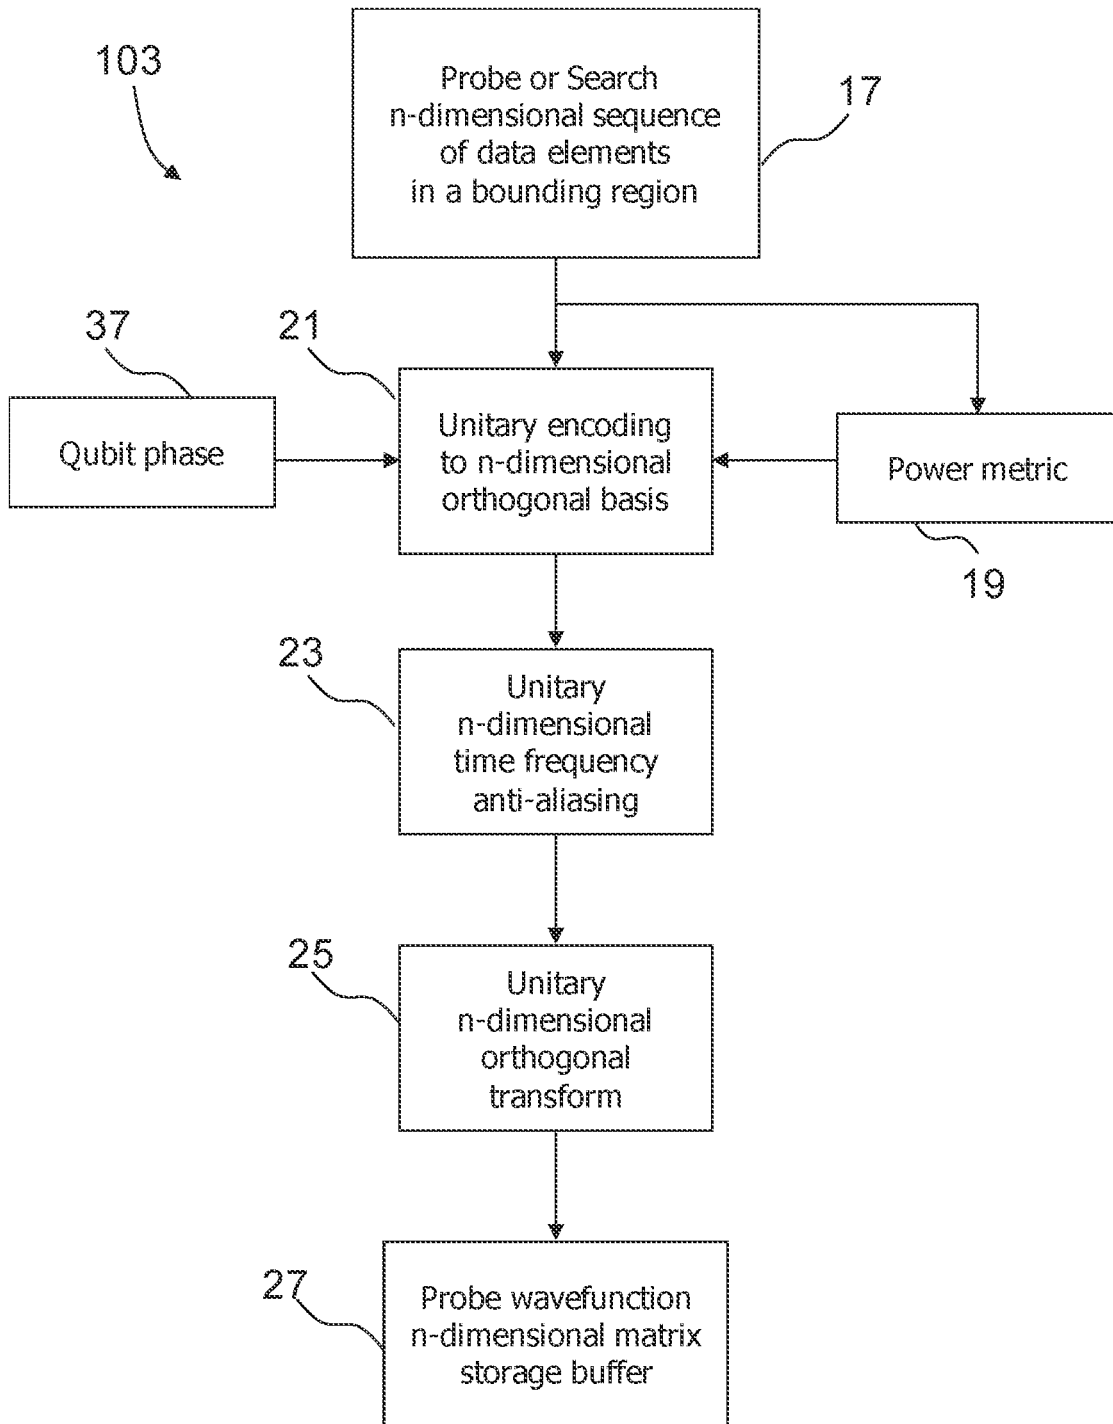 103
Probe or Search
n-dimensional sequence
of data elements
in a bounding region
17
37
21
Qubit phase
Unitary encoding
to n-dimensional
orthogonal basis
Power metric
19
23
Unitary
n-dimensional
time frequency
anti-aliasing
25
Unitary
n-dimensional
orthogonal
transform
27
Probe wavefunction
n-dimensional matrix
storage buffer